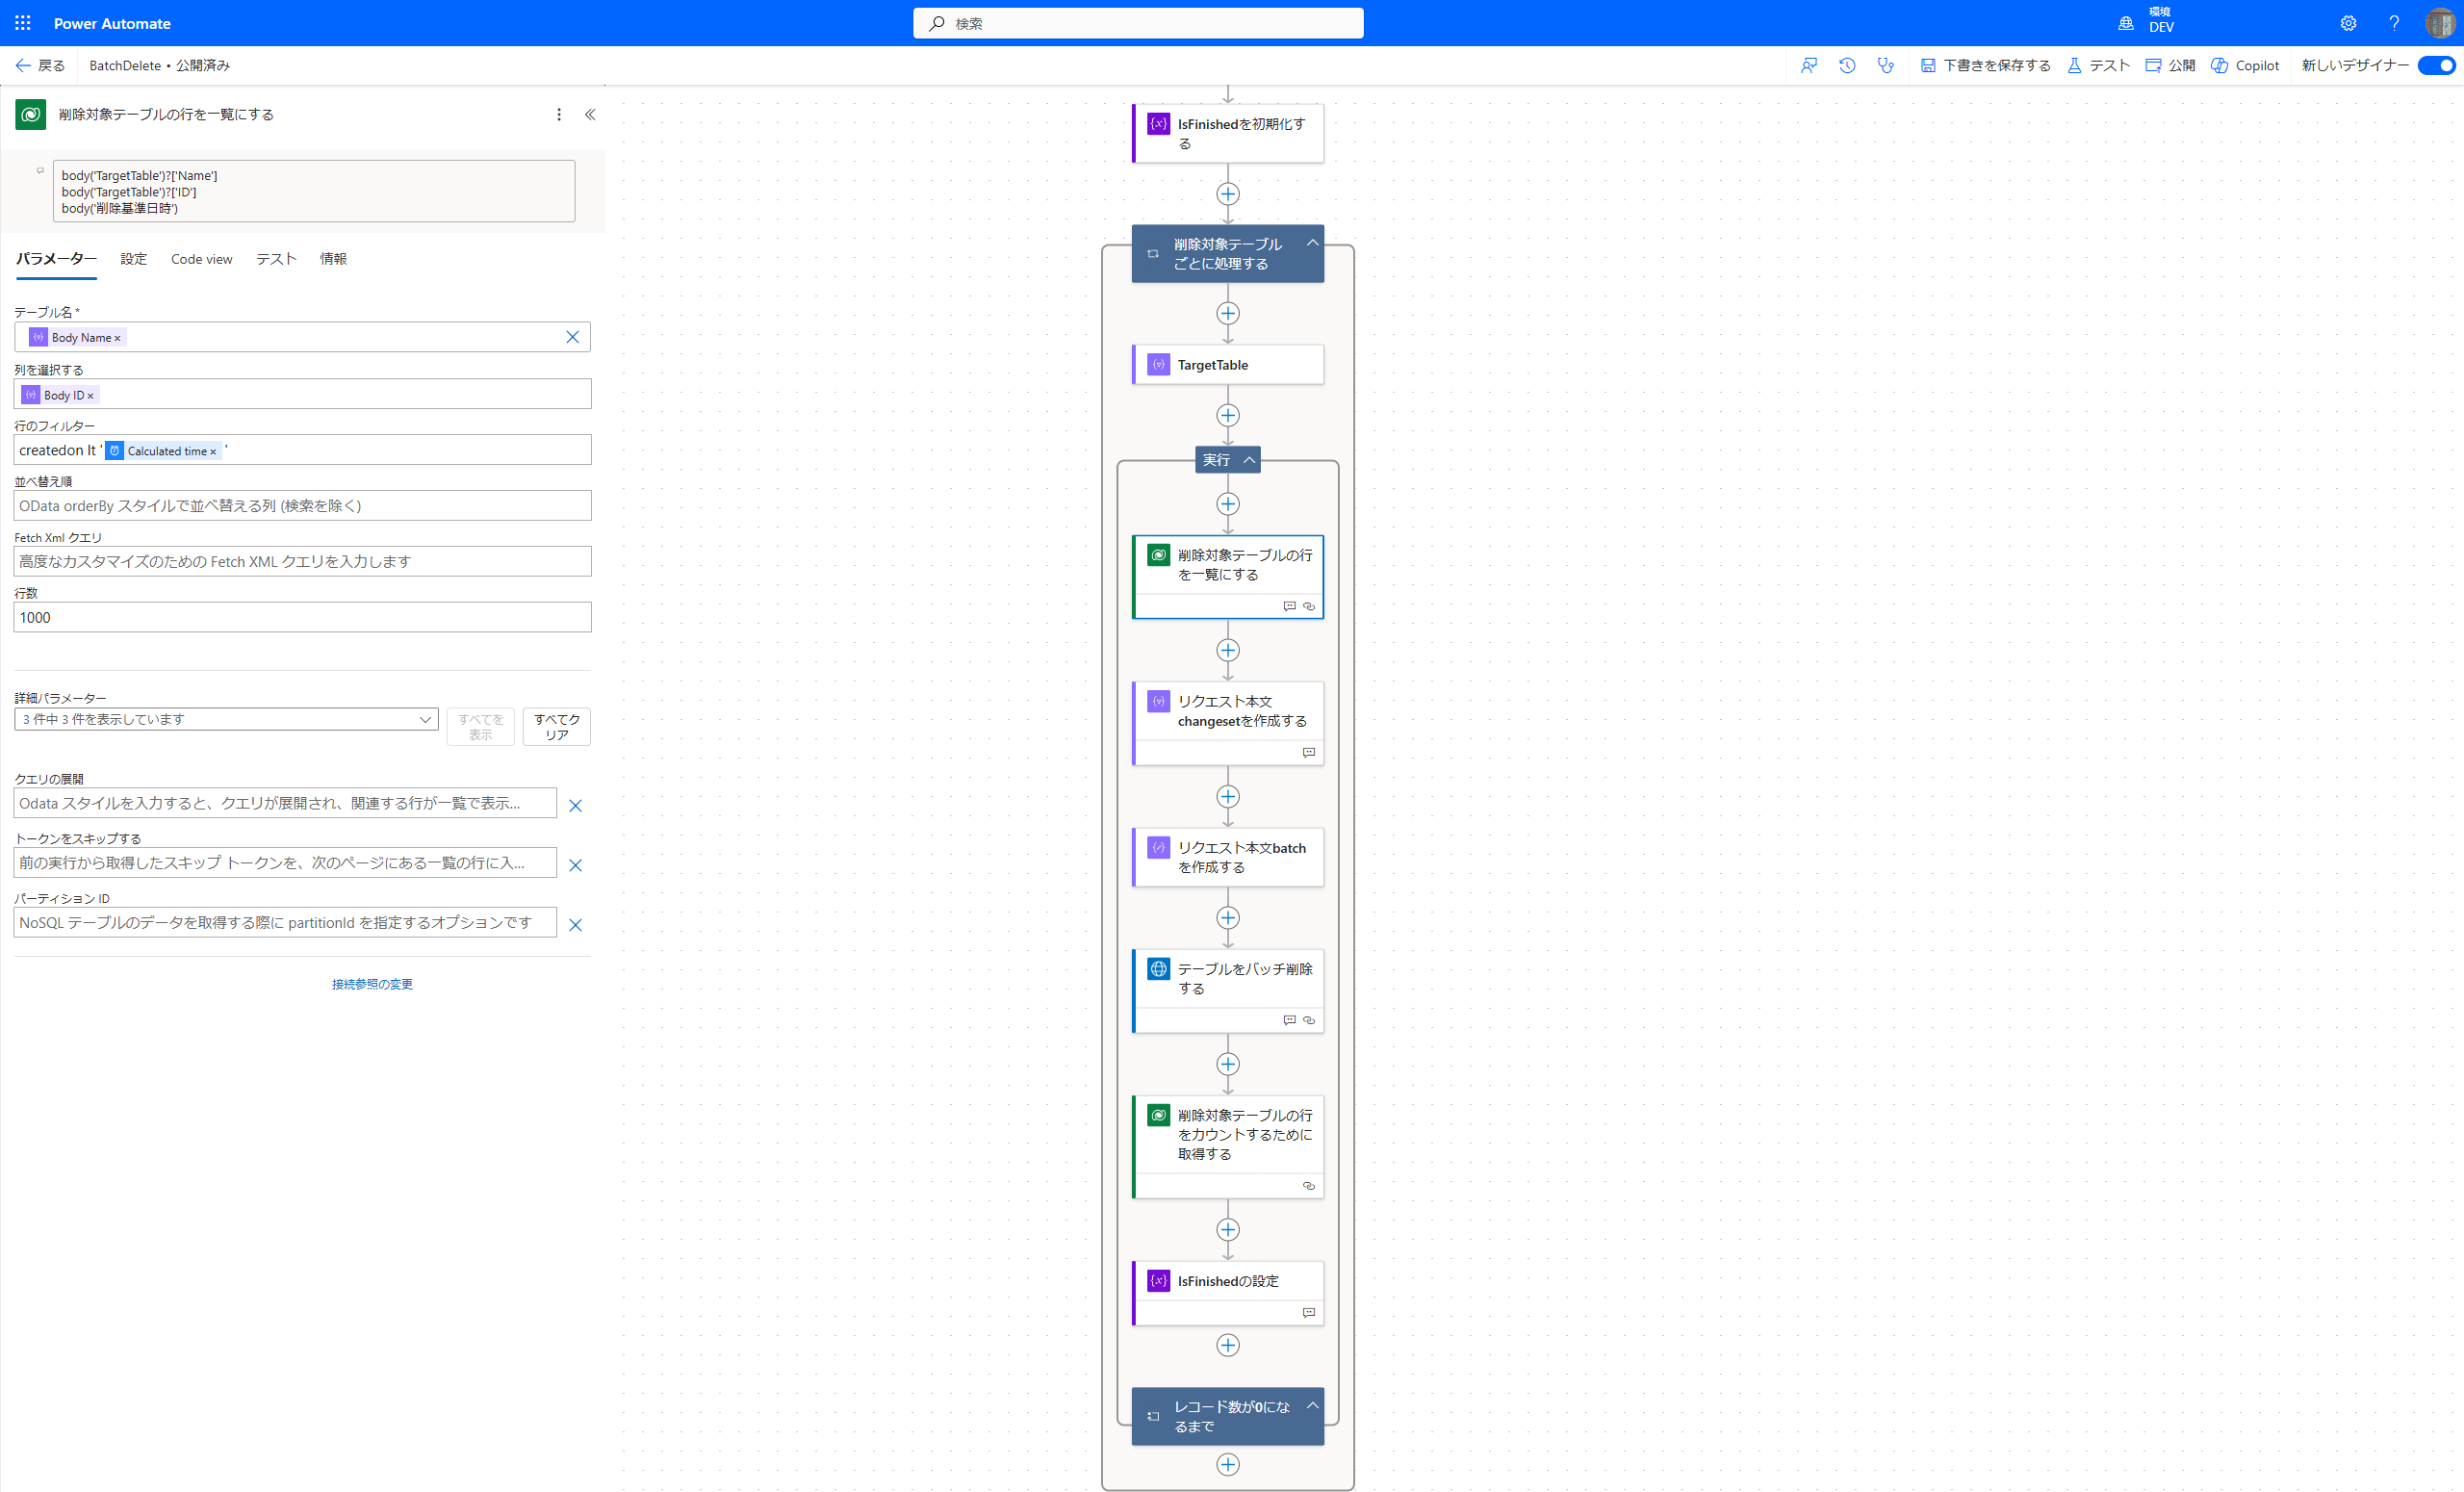 Power Automate
検索
環境
DEV
戻る
BatchDelete • 公開済み
下書きを保存する
テスト
公開
Copilot
新しいデザイナー
削除対象テーブルの行を一覧にする
body('TargetTable')?['Name']
body('TargetTable')?['ID']
body('削除基準日時')
パラメーター
設定
Code view
テスト
情報
テーブル名 *
Body Name ×
列を選択する
Body ID ×
行のフィルター
createdon lt ' Calculated time × '
並べ替え順
OData orderBy スタイルで並べ替える列 (検索を除く)
Fetch Xml クエリ
高度なカスタマイズのための Fetch XML クエリを入力します
行数
1000
詳細パラメーター
3 件中 3 件を表示しています
すべてを
表示
すべてク
リア
クエリの展開
Odata スタイルを入力すると、クエリが展開され、関連する行が一覧で表示...
トークンをスキップする
前の実行から取得したスキップ トークンを、次のページにある一覧の行に入...
パーティション ID
NoSQL テーブルのデータを取得する際に partitionId を指定するオプションです
接続参照の変更
IsFinishedを初期化す
る
削除対象テーブル
ごとに処理する
TargetTable
実行
削除対象テーブルの行
を一覧にする
リクエスト本文
changesetを作成する
リクエスト本文batch
を作成する
テーブルをバッチ削除
する
削除対象テーブルの行
をカウントするために
取得する
IsFinishedの設定
レコード数が0にな
るまで